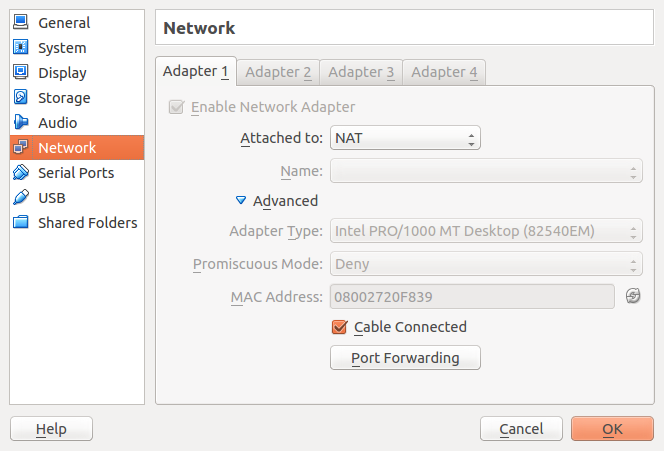 General
System
Display
Storage
Audio
Network
Serial Ports
USB
Shared Folders
Network
Adapter 1 Adapter 2 Adapter 3 Adapter 4
Enable Network Adapter
Attached to: NAT
Name:
Advanced
Adapter Type: Intel PRO/1000 MT Desktop (82540EM)
Promiscuous Mode: Deny
MAC Address: 08002720F839
Cable Connected
Port Forwarding
Help Cancel OK